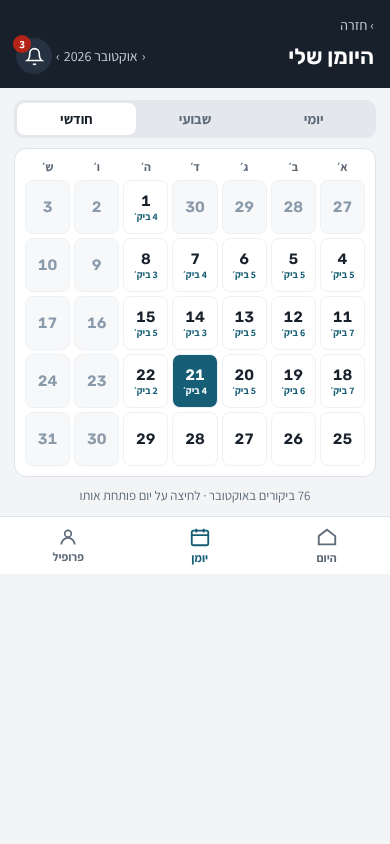 ‹ חזרה
היומן שלי
‹ אוקטובר 2026 ›
3
יומי שבועי חודשי
א׳ ב׳ ג׳ ד׳ ה׳ ו׳ ש׳
27 28 29 30 1 2 3
4 ביק׳
4 5 6 7 8 9 10
5 ביק׳ 5 ביק׳ 5 ביק׳ 4 ביק׳ 3 ביק׳
11 12 13 14 15 16 17
7 ביק׳ 6 ביק׳ 5 ביק׳ 3 ביק׳ 5 ביק׳
18 19 20 21 22 23 24
7 ביק׳ 6 ביק׳ 5 ביק׳ 4 ביק׳ 2 ביק׳
25 26 27 28 29 30 31
76 ביקורים באוקטובר · לחיצה על יום פותחת אותו
היום יומן פרופיל